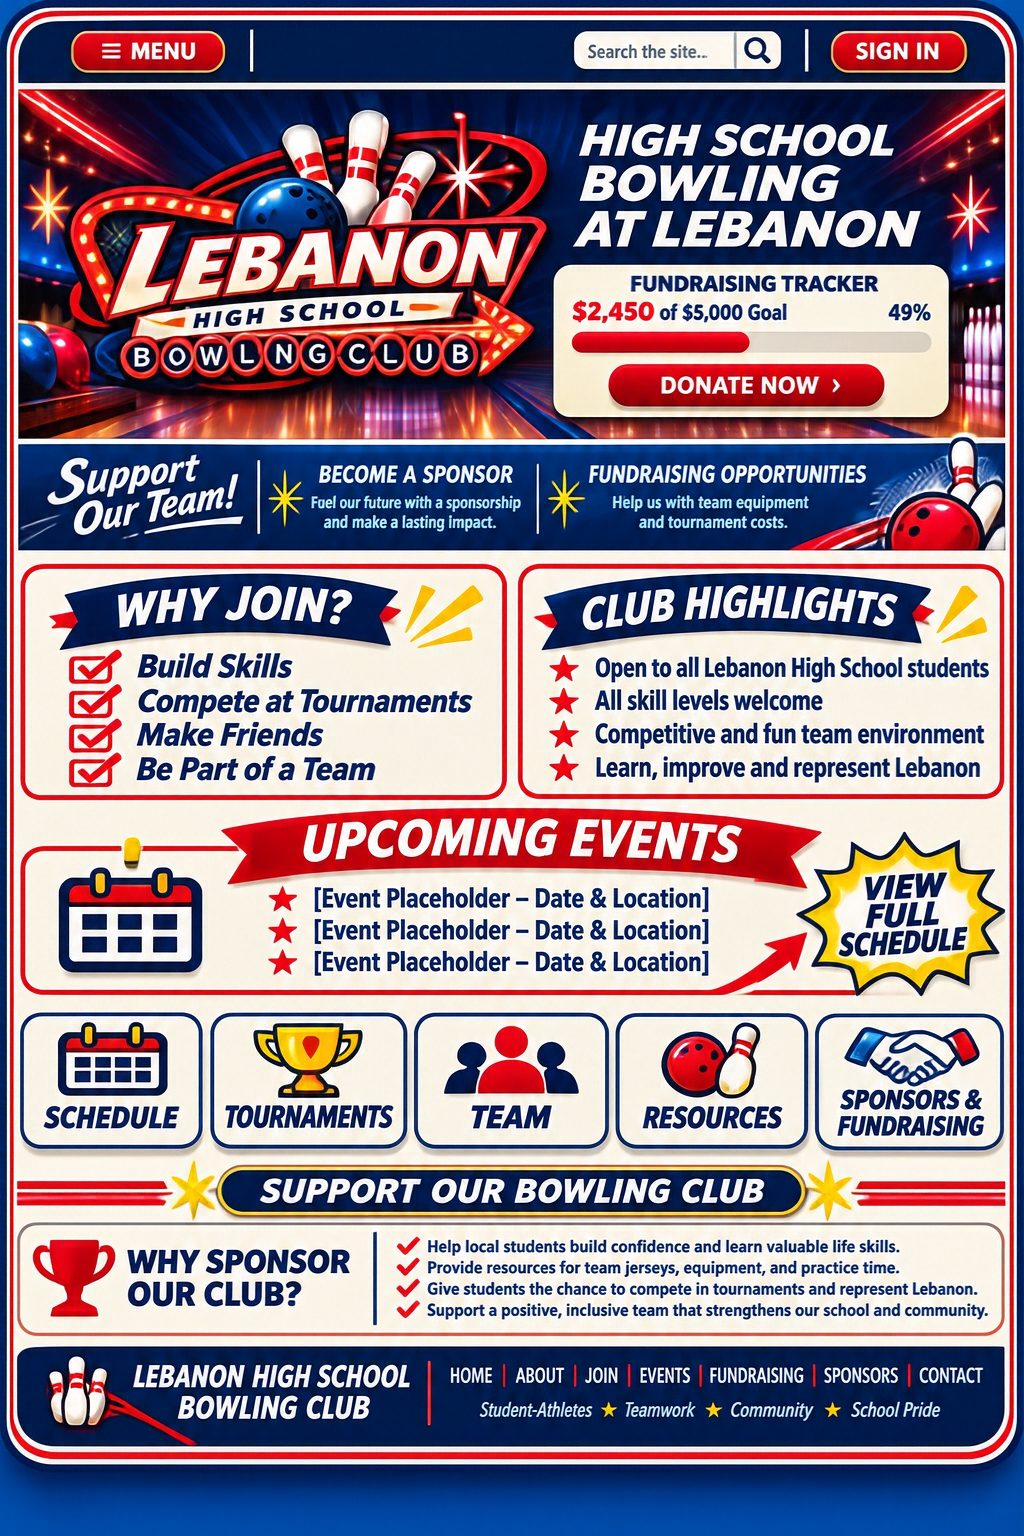 ☰ MENU
Search the site...
SIGN IN
LEBANON
HIGH SCHOOL
BOWLNG CLUB
HIGH SCHOOL
BOWLING
AT LEBANON
FUNDRAISING TRACKER
$2,450 of $5,000 Goal 49%
DONATE NOW ›
Support
Our Team!
BECOME A SPONSOR
Fuel our future with a sponsorship
and make a lasting impact.
FUNDRAISING OPPORTUNITIES
Help us with team equipment
and tournament costs.
WHY JOIN?
Build Skills
Compete at Tournaments
Make Friends
Be Part of a Team
CLUB HIGHLIGHTS
Open to all Lebanon High School students
All skill levels welcome
Competitive and fun team environment
Learn, improve and represent Lebanon
UPCOMING EVENTS
[Event Placeholder – Date & Location]
[Event Placeholder – Date & Location]
[Event Placeholder – Date & Location]
VIEW
FULL
SCHEDULE
SCHEDULE
TOURNAMENTS
TEAM
RESOURCES
SPONSORS &
FUNDRAISING
SUPPORT OUR BOWLING CLUB
WHY SPONSOR
OUR CLUB?
Help local students build confidence and learn valuable life skills.
Provide resources for team jerseys, equipment, and practice time.
Give students the chance to compete in tournaments and represent Lebanon.
Support a positive, inclusive team that strengthens our school and community.
LEBANON HIGH SCHOOL
BOWLING CLUB
HOME | ABOUT | JOIN | EVENTS | FUNDRAISING | SPONSORS | CONTACT
Student-Athletes ★ Teamwork ★ Community ★ School Pride